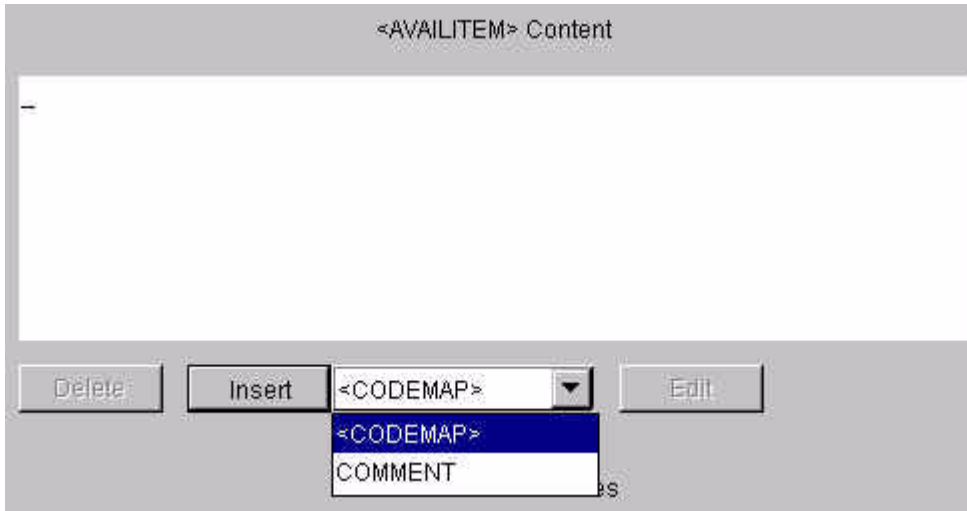 <AVAILITEM> Content
Delete
Insert
<CODEMAP>
Edit
<CODEMAP>
COMMENT